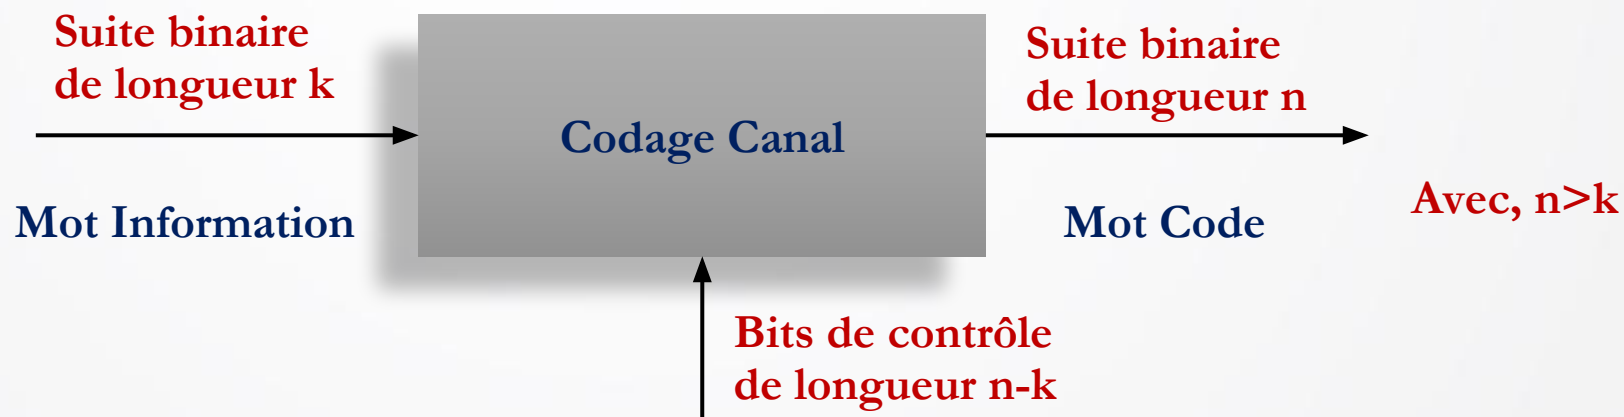 Suite binaire
de longueur k
Mot Information
Codage Canal
Suite binaire
de longueur n
Mot Code
Avec, n>k
Bits de contrôle
de longueur n-k